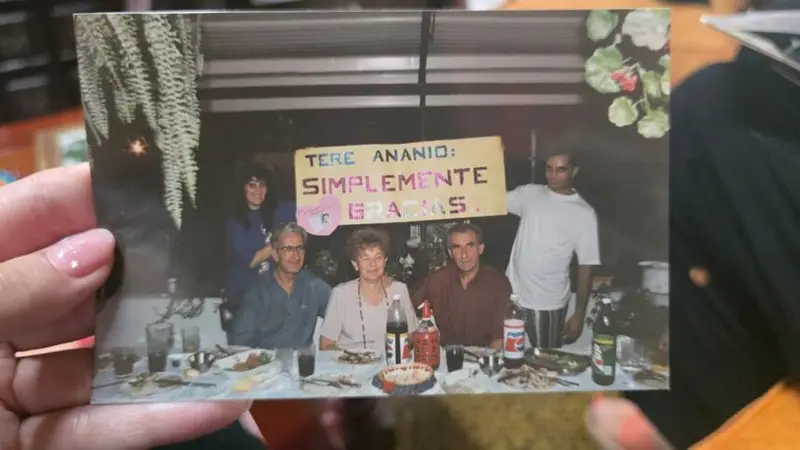 TERE ANANIO:
SIMPLEMENTE
GRACIAS.